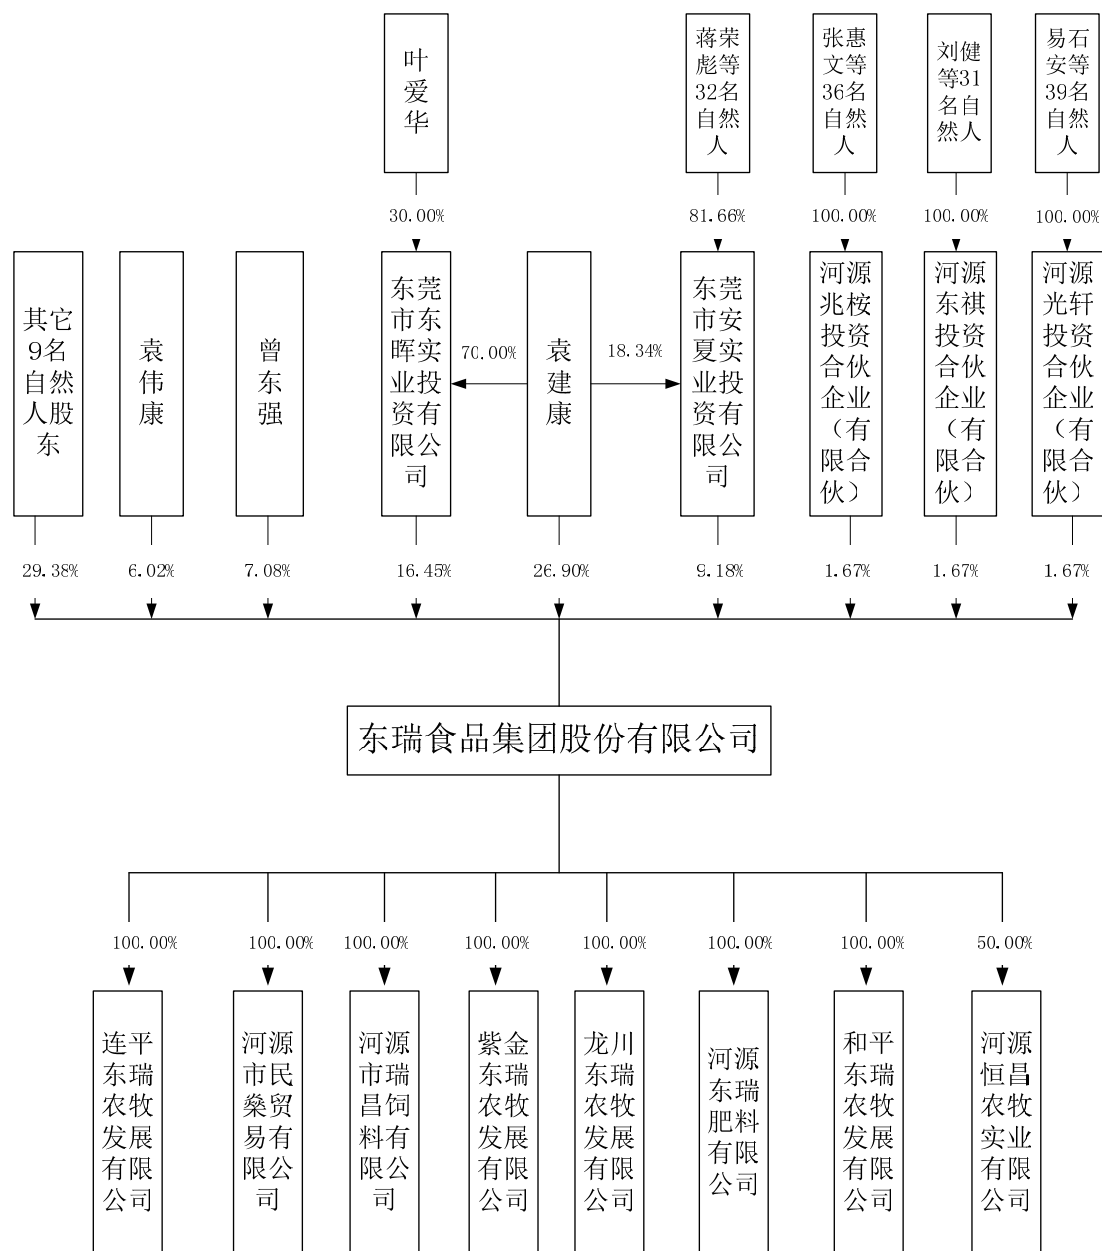 叶
爱
华
蒋荣
彪等
32名
自然
人
张惠
文等
36名
自然
人
刘健
等31
名自
然人
易石
安等
39名
自然
人
30.00%
81.66%
100.00%
100.00%
100.00%
其它
9名
自然
人股
东
袁
伟
康
曾
东
强
东莞
市东
晖实
业投
资有
限公
司
70.00%
袁
建
康
18.34%
东莞
市安
夏实
业投
资有
限公
司
河源
兆桉
投资
合伙
企业
（有
限合
伙）
河源
东祺
投资
合伙
企业
（有
限合
伙）
河源
光轩
投资
合伙
企业
（有
限合
伙）
29.38%
6.02%
7.08%
16.45%
26.90%
9.18%
1.67%
1.67%
1.67%
东瑞食品集团股份有限公司
100.00%
100.00%
100.00%
100.00%
100.00%
100.00%
100.00%
50.00%
连平
东瑞
农牧
发展
有限
公司
河源
市民
燊贸
易有
限公
司
河源
市瑞
昌饲
料有
限公
司
紫金
东瑞
农牧
发展
有限
公司
龙川
东瑞
农牧
发展
有限
公司
河源
东瑞
肥料
有限
公司
和平
东瑞
农牧
发展
有限
公司
河源
恒昌
农牧
实业
有限
公司